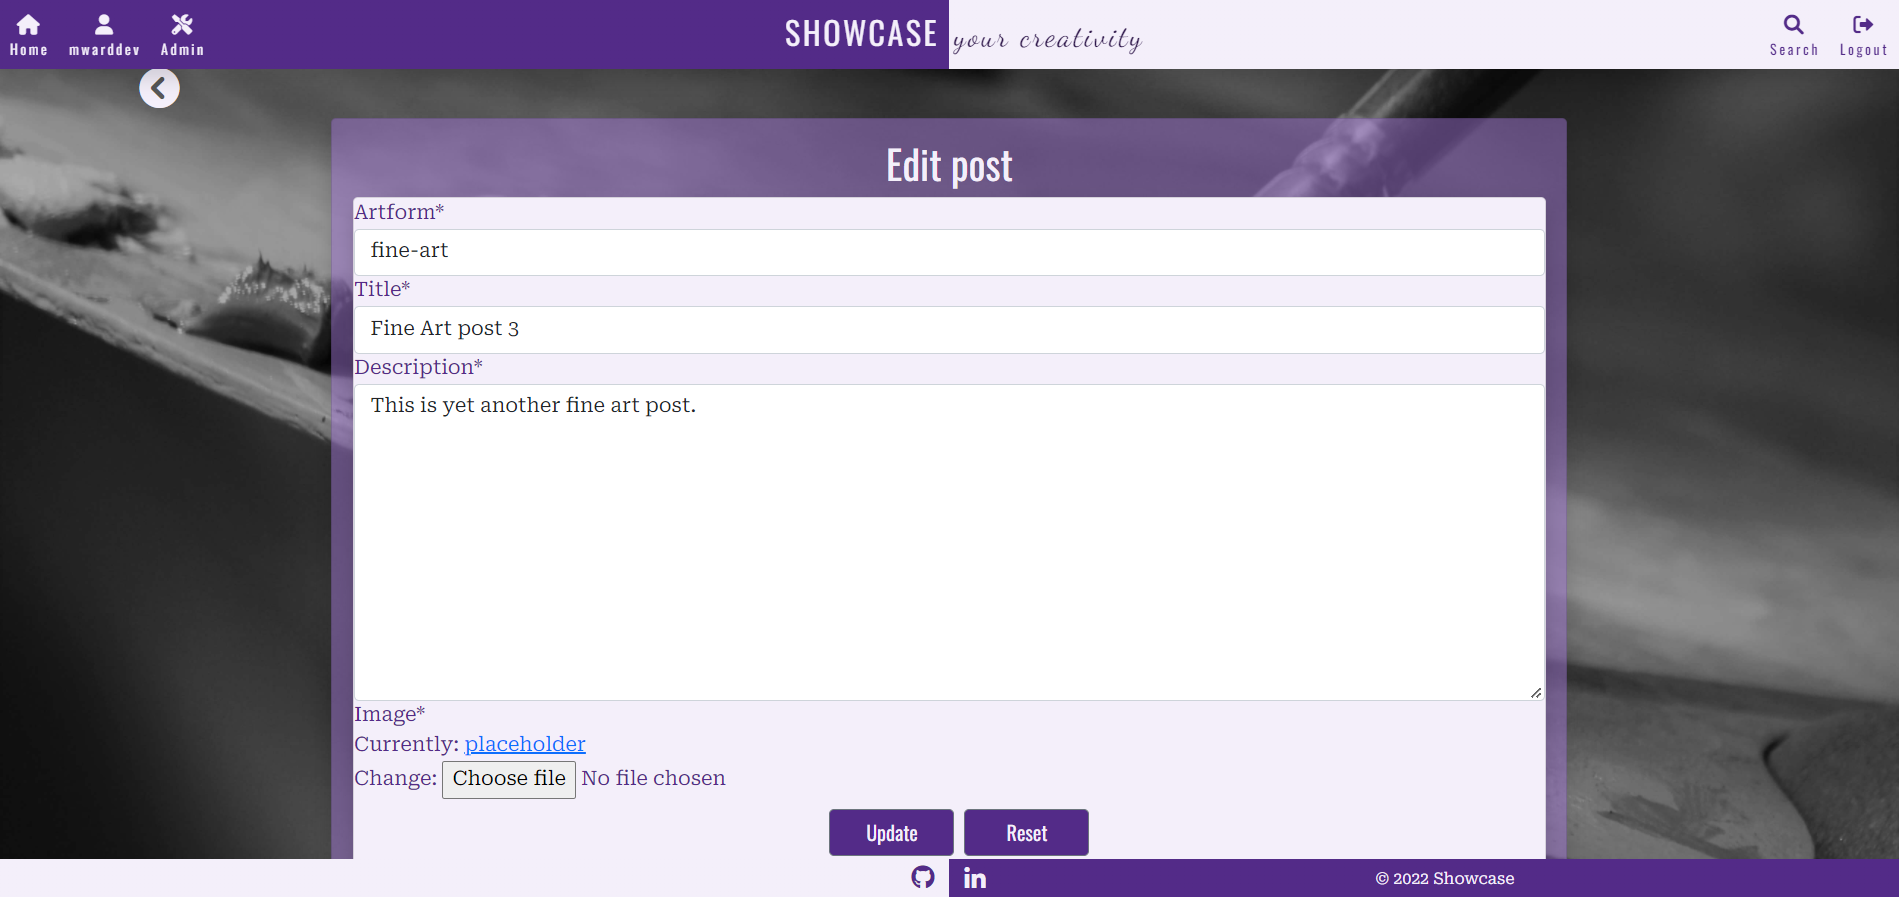 Home mwarddev Admin SHOWCASE your creativity Search Logout
Edit post
Artform*
fine-art
Title*
Fine Art post 3
Description*
This is yet another fine art post.
Image*
Currently: placeholder
Change: Choose file No file chosen
Update Reset
© 2022 Showcase